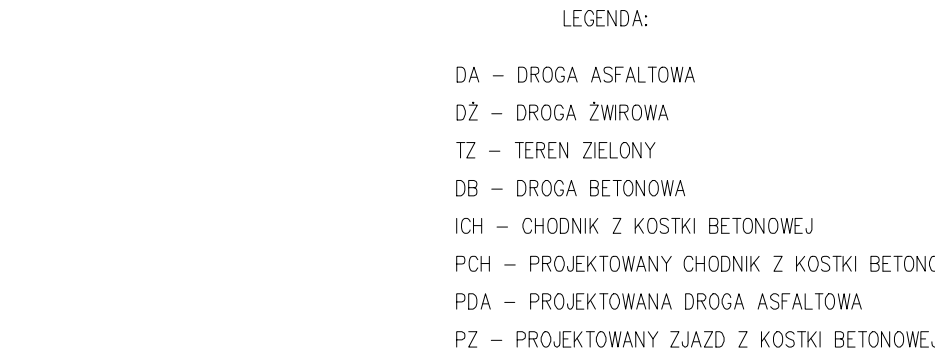 LEGENDA:
DA – DROGA ASFALTOWA
DŻ – DROGA ŻWIROWA
TZ – TEREN ZIELONY
DB – DROGA BETONOWA
ICH – CHODNIK Z KOSTKI BETONOWEJ
PCH – PROJEKTOWANY CHODNIK Z KOSTKI
PDA – PROJEKTOWANA DROGA ASFALTOWA
PZ – PROJEKTOWANY ZJAZD Z KOSTKI BETONOWEJ